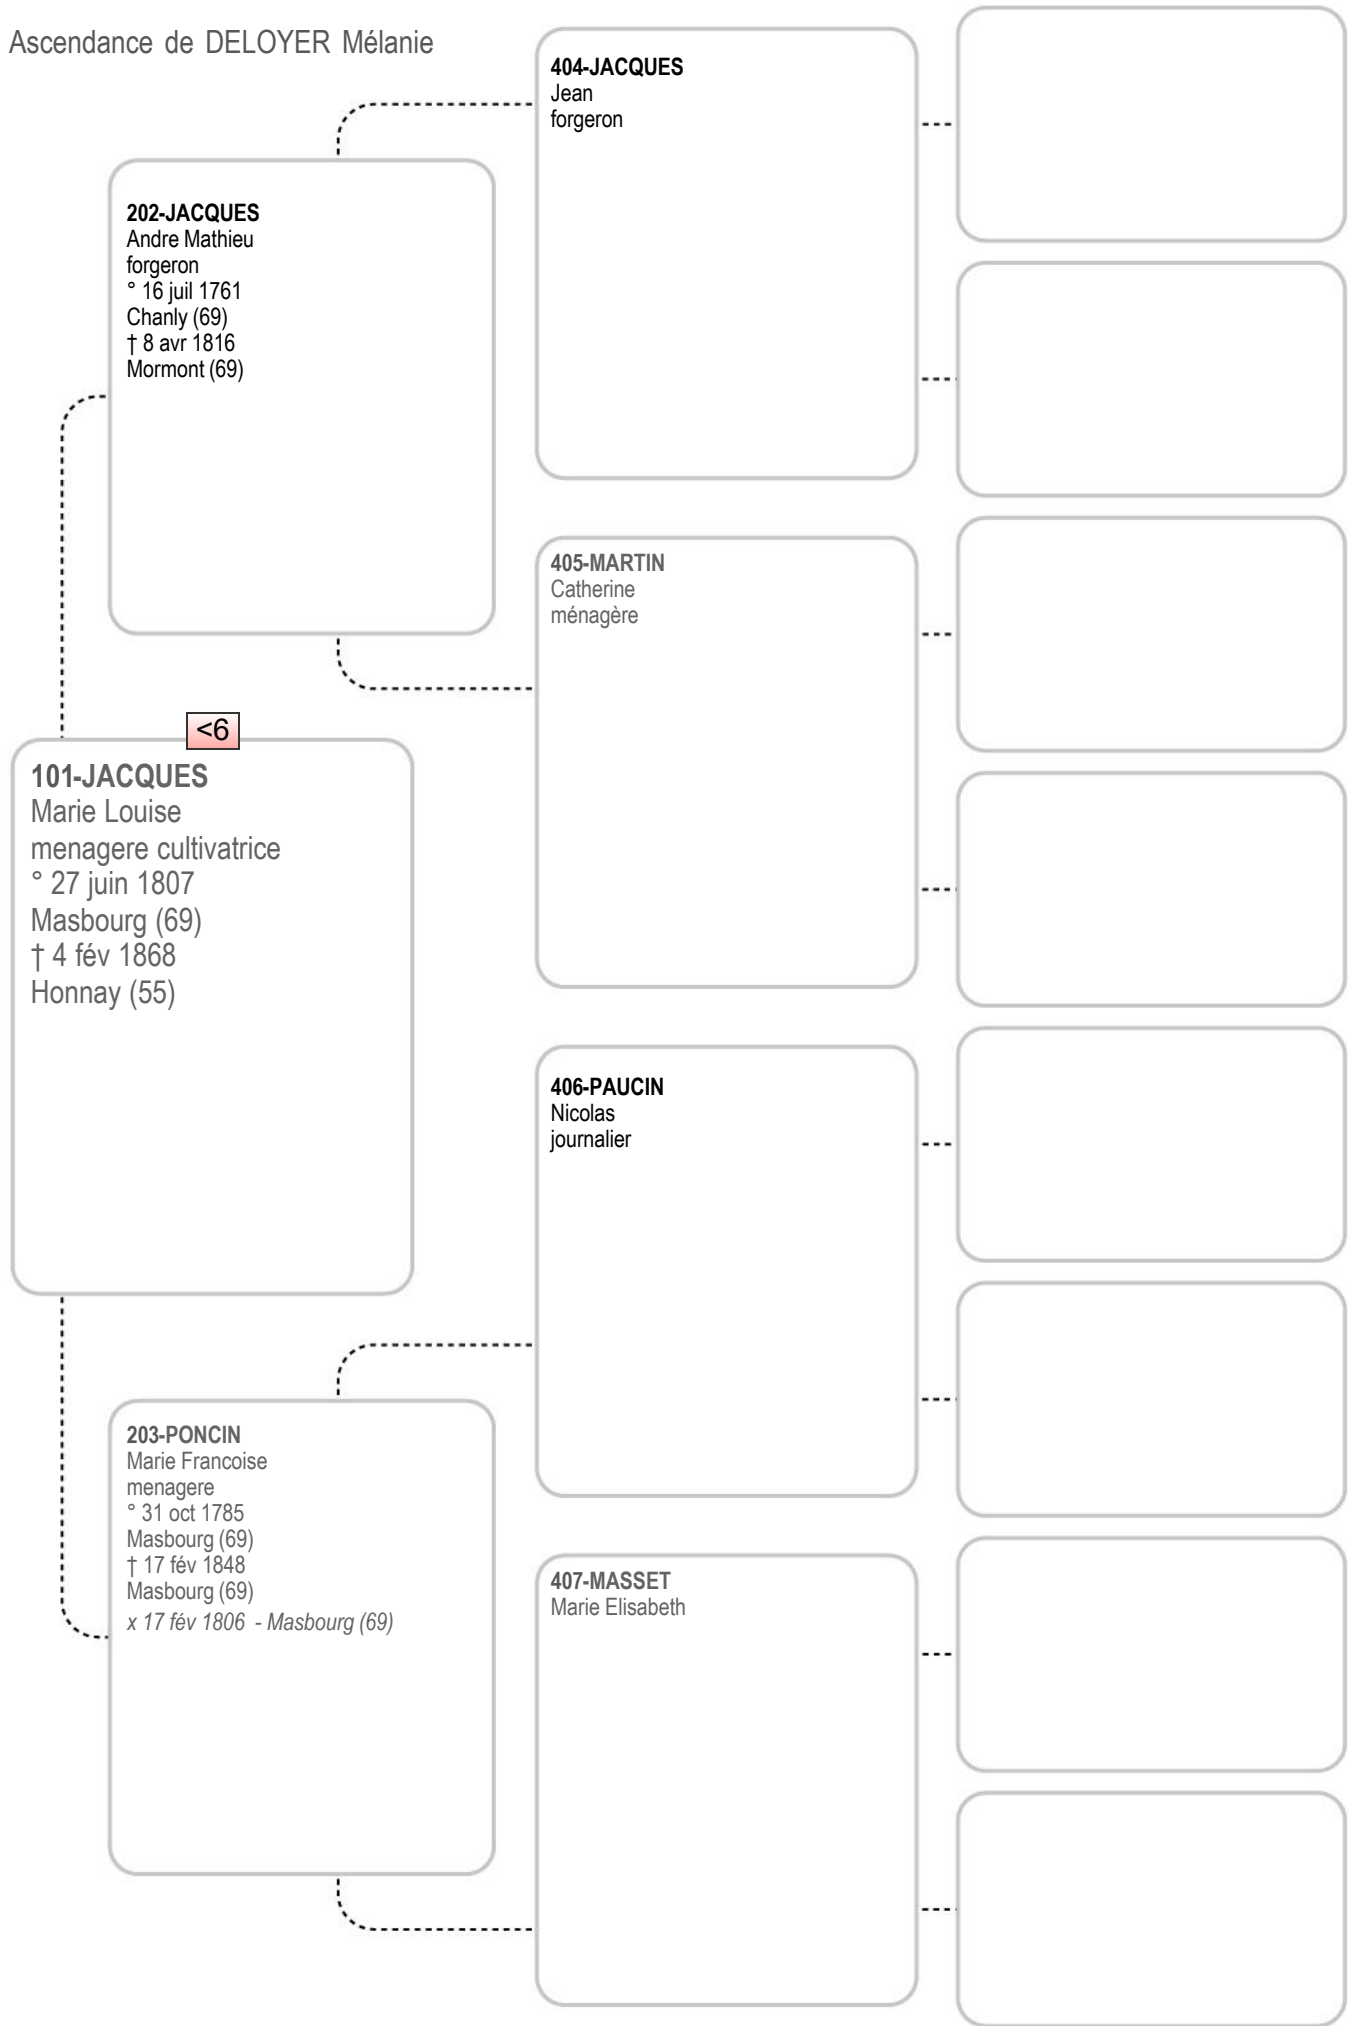 Ascendance de DELOYER Mélanie
404-JACQUES
Jean
forgeron
202-JACQUES
Andre Mathieu
forgeron
° 16 juil 1761
Chanly (69)
† 8 avr 1816
Mormont (69)
405-MARTIN
Catherine
ménagère
<6
101-JACQUES
Marie Louise
menagere cultivatrice
° 27 juin 1807
Masbourg (69)
† 4 fév 1868
Honnay (55)
406-PAUCIN
Nicolas
journalier
203-PONCIN
Marie Francoise
menagere
° 31 oct 1785
Masbourg (69)
† 17 fév 1848
Masbourg (69)
x 17 fév 1806 - Masbourg (69)
407-MASSET
Marie Elisabeth